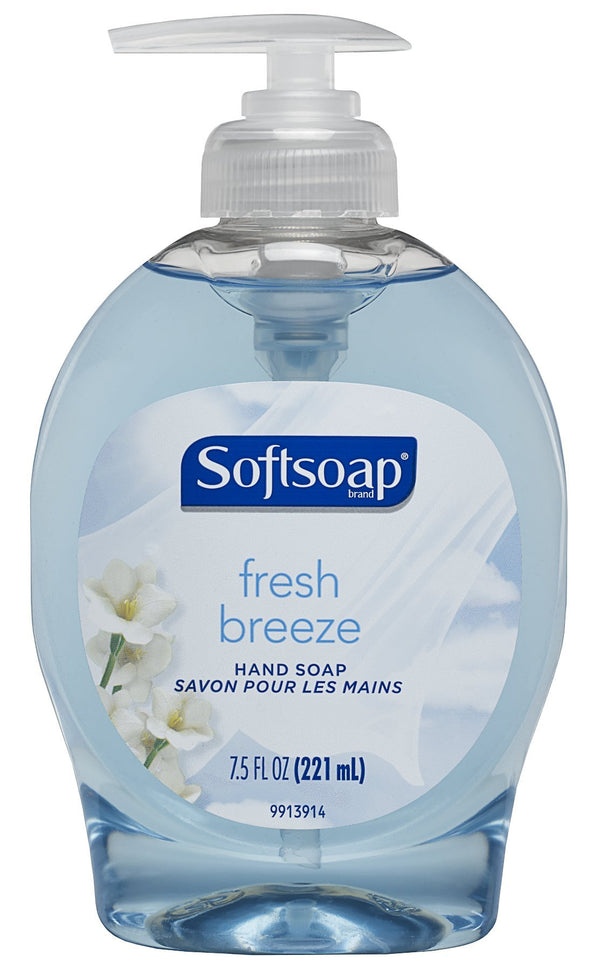 Softsoap®
brand
fresh
breeze
HAND SOAP
SAVON POUR LES MAINS
7.5 FL OZ (221 mL)
9913914